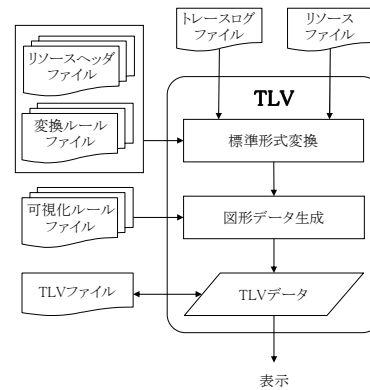 トレースログ
ファイル
リソース
ファイル
リソースヘッダ
ファイル
変換ルール
ファイル
TLV
標準形式変換
可視化ルール
ファイル
図形データ生成
TLVファイル
TLVデータ
表示